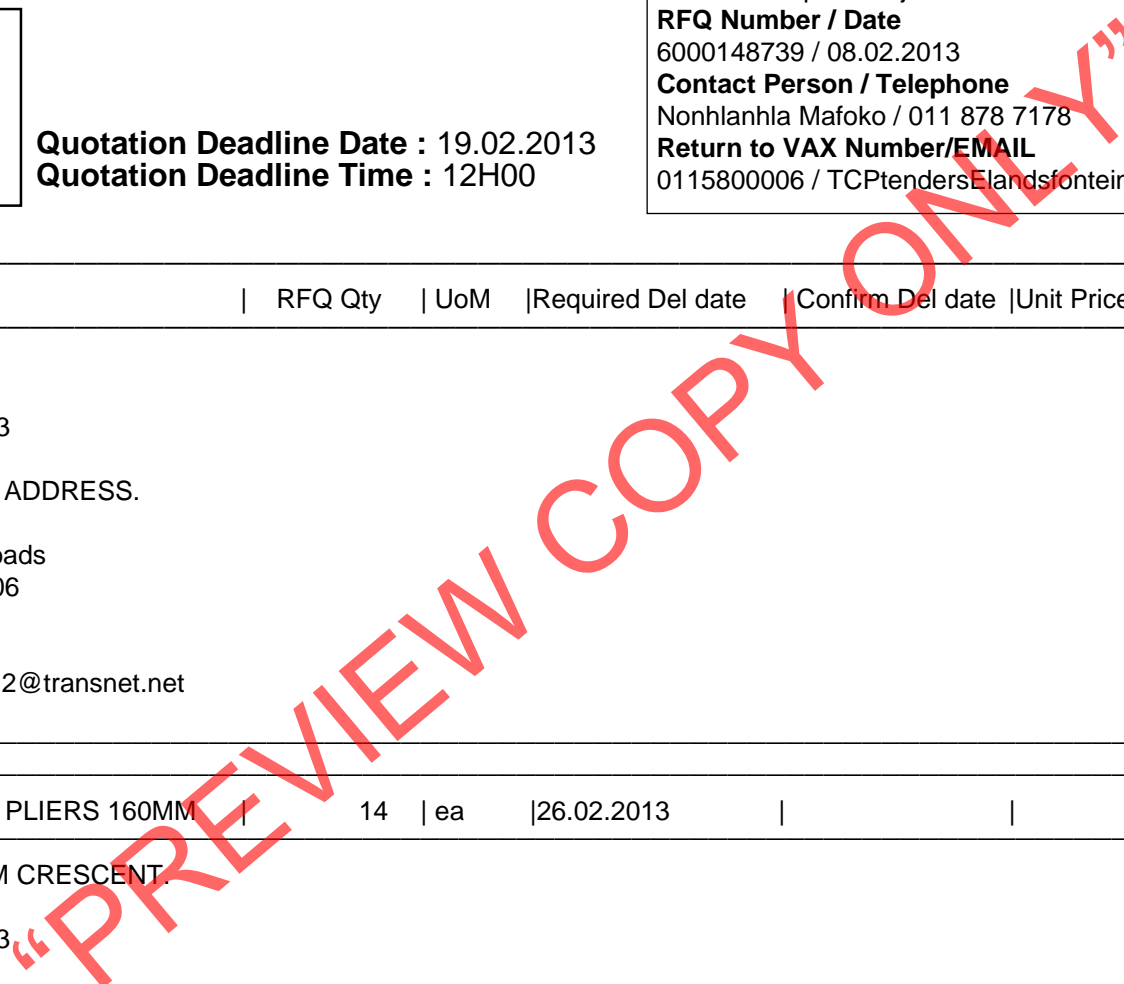 RFQ Number / Date
6000148739 / 08.02.2013
Contact Person / Telephone
Nonhlanhla Mafoko / 011 878 7178
Return to VAX Number/EMAIL
0115800006 / TCPtendersElandsfontein
Quotation Deadline Date : 19.02.2013
Quotation Deadline Time : 12H00
| RFQ Qty | UoM |Required Del date | Confirm Del date |Unit Price
3
ADDRESS.
oads
06
2@transnet.net
PLIERS 160MM | 14 | ea |26.02.2013 | |
M CRESCENT.
3
“PREVIEW COPY ONLY”